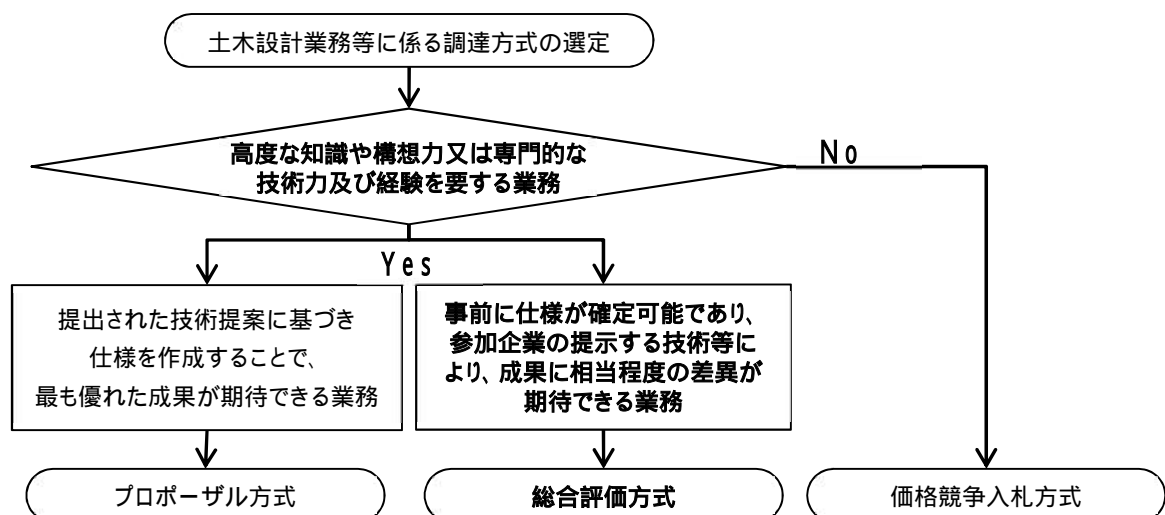 土木設計業務等に係る調達方式の選定
高度な知識や構想力又は専門的な
技術力及び経験を要する業務
No
Yes
提出された技術提案に基づき
仕様を作成することで、
最も優れた成果が期待できる業務
事前に仕様が確定可能であり、
参加企業の提示する技術等に
より、成果に相当程度の差異が
期待できる業務
プロポーザル方式
総合評価方式
価格競争入札方式